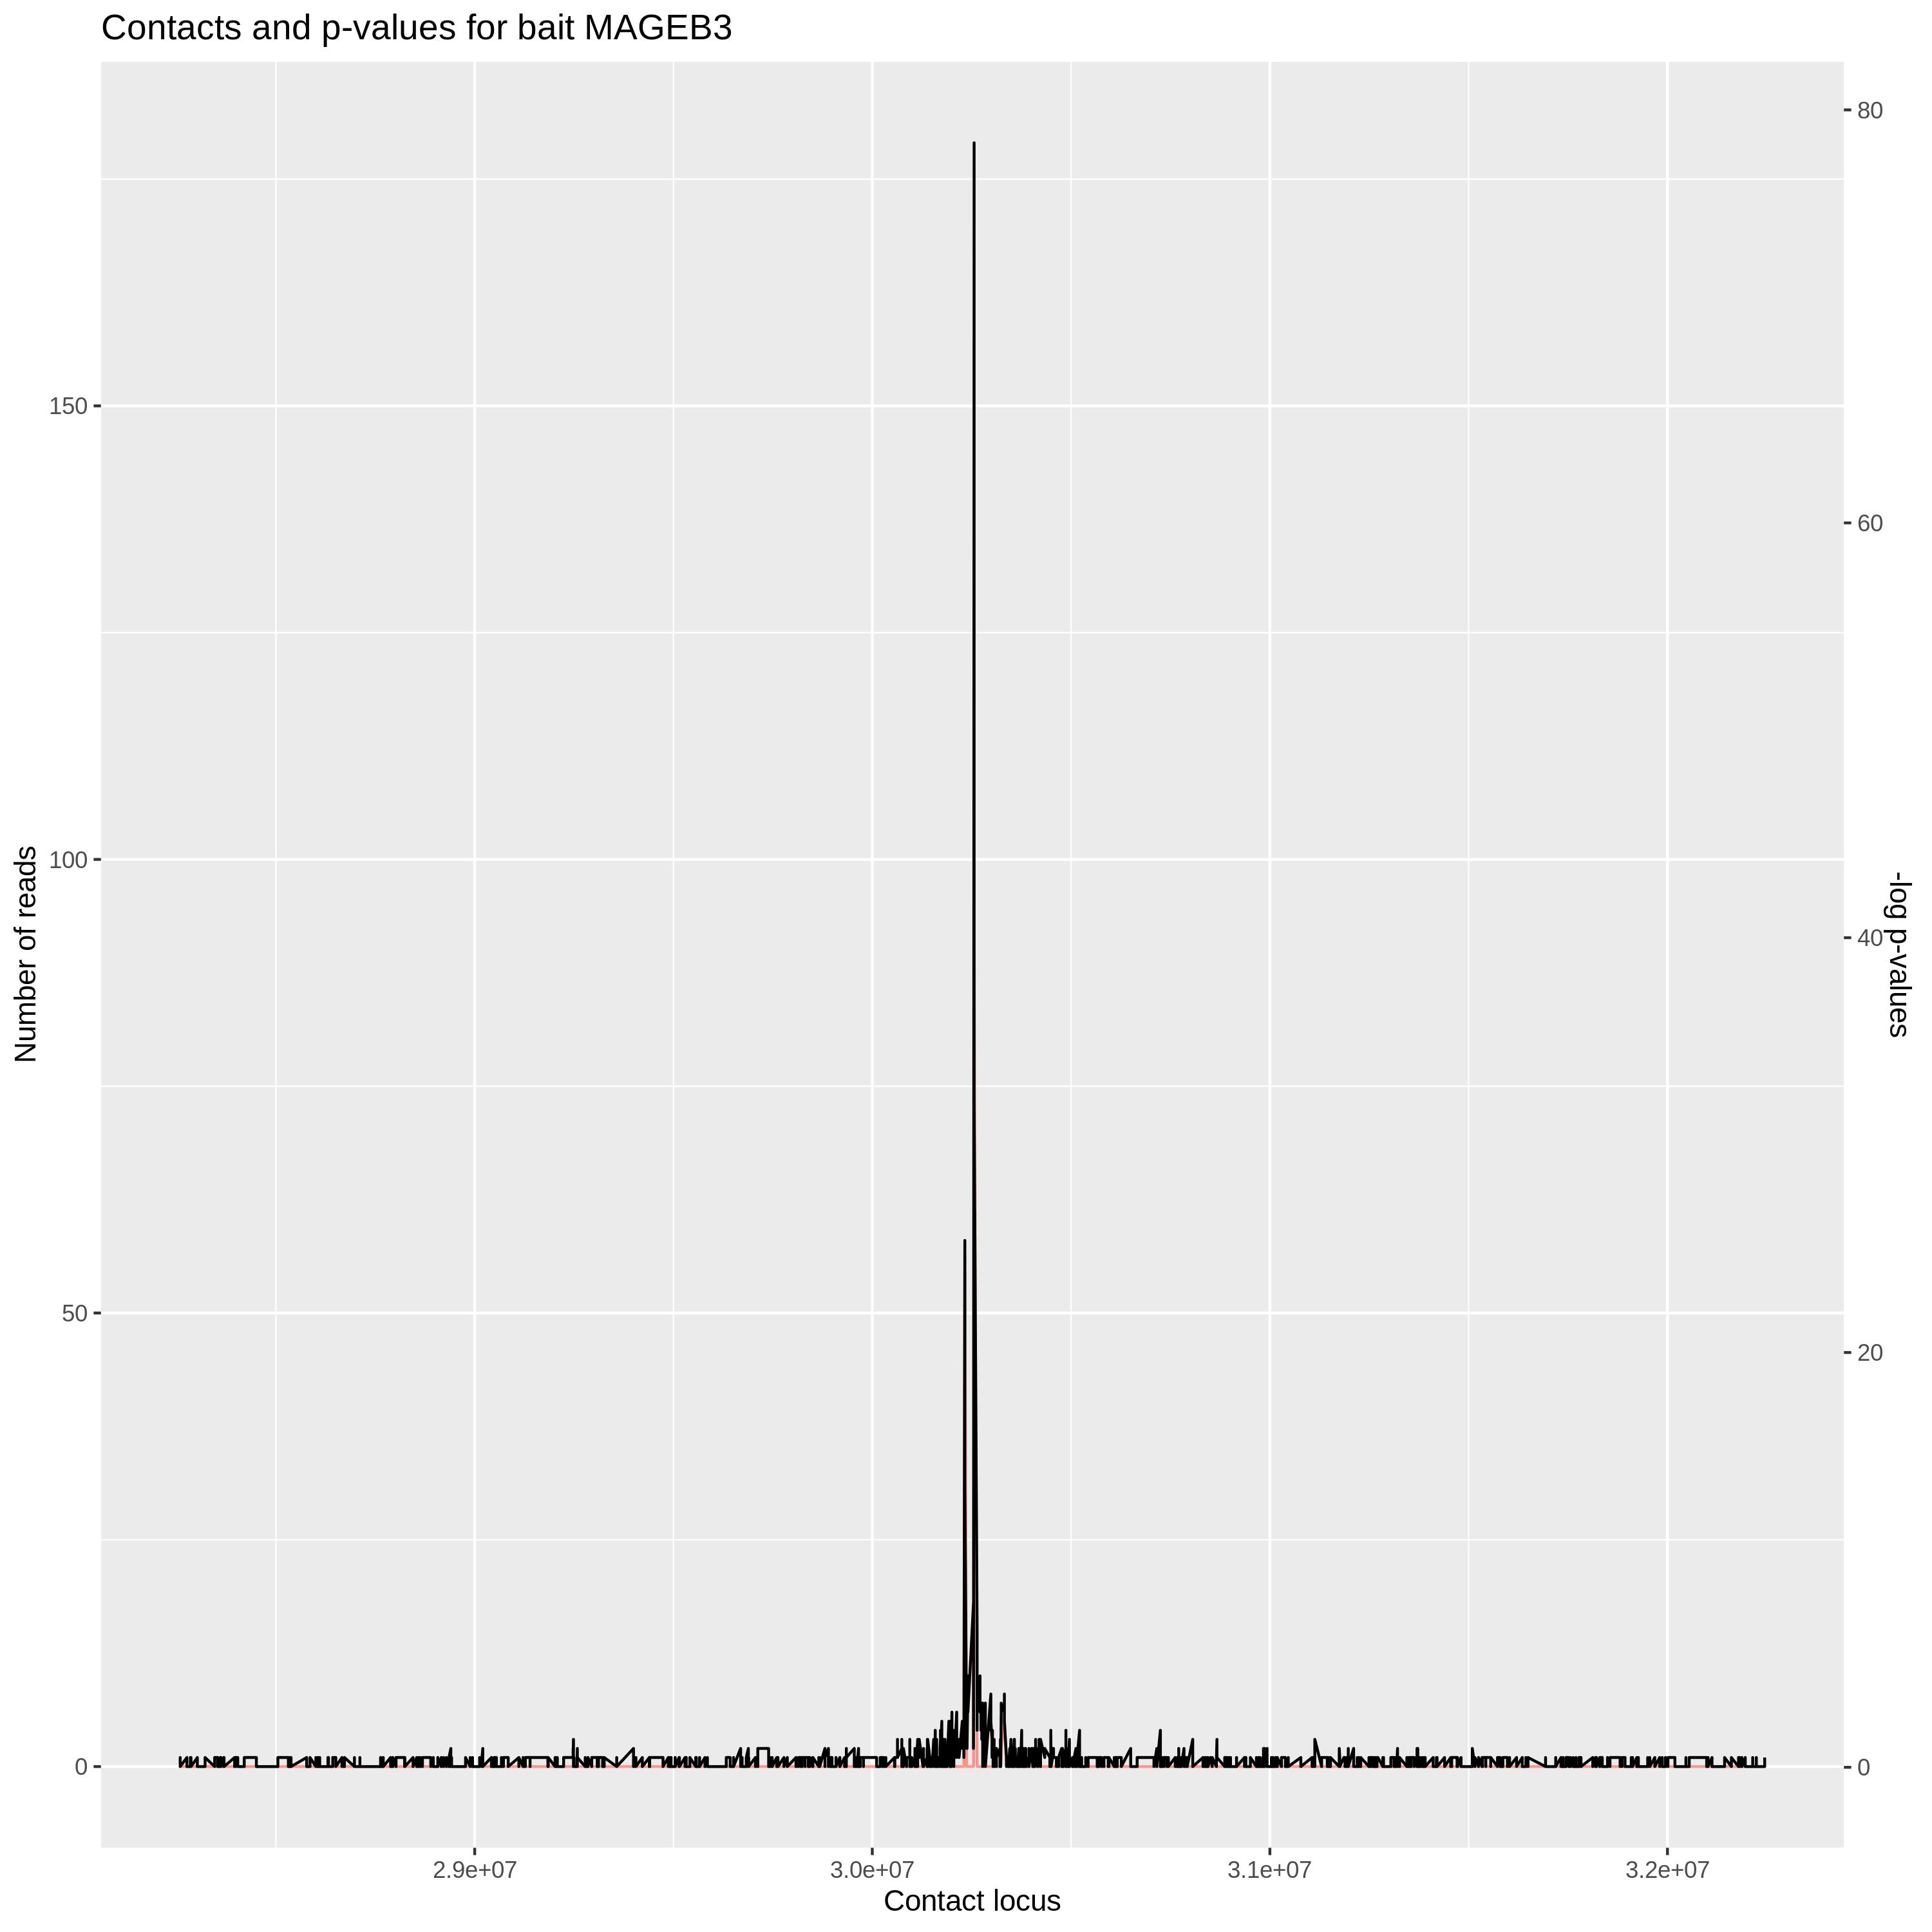 Contacts and p-values for bait MAGEB3
80
150
60
Number of reads
100
-log p-values
40
50
20
0
0
2.9e+07
3.0e+07
3.1e+07
3.2e+07
Contact locus